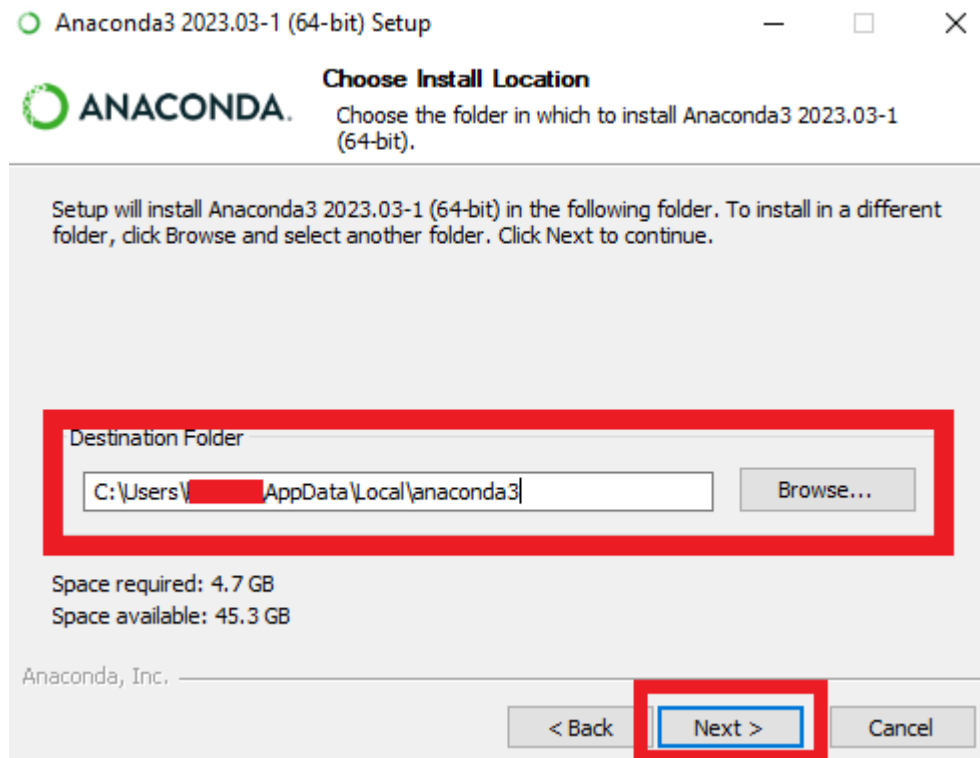 Anaconda3 2023.03-1 (64-bit) Setup
ANACONDA.
Choose Install Location
Choose the folder in which to install Anaconda3 2023.03-1
(64-bit).
Setup will install Anaconda3 2023.03-1 (64-bit) in the following folder. To install in a different
folder, click Browse and select another folder. Click Next to continue.
Destination Folder
C:\Users\ AppData\Local\anaconda3
Browse...
Space required: 4.7 GB
Space available: 45.3 GB
Anaconda, Inc.
< Back
Next >
Cancel